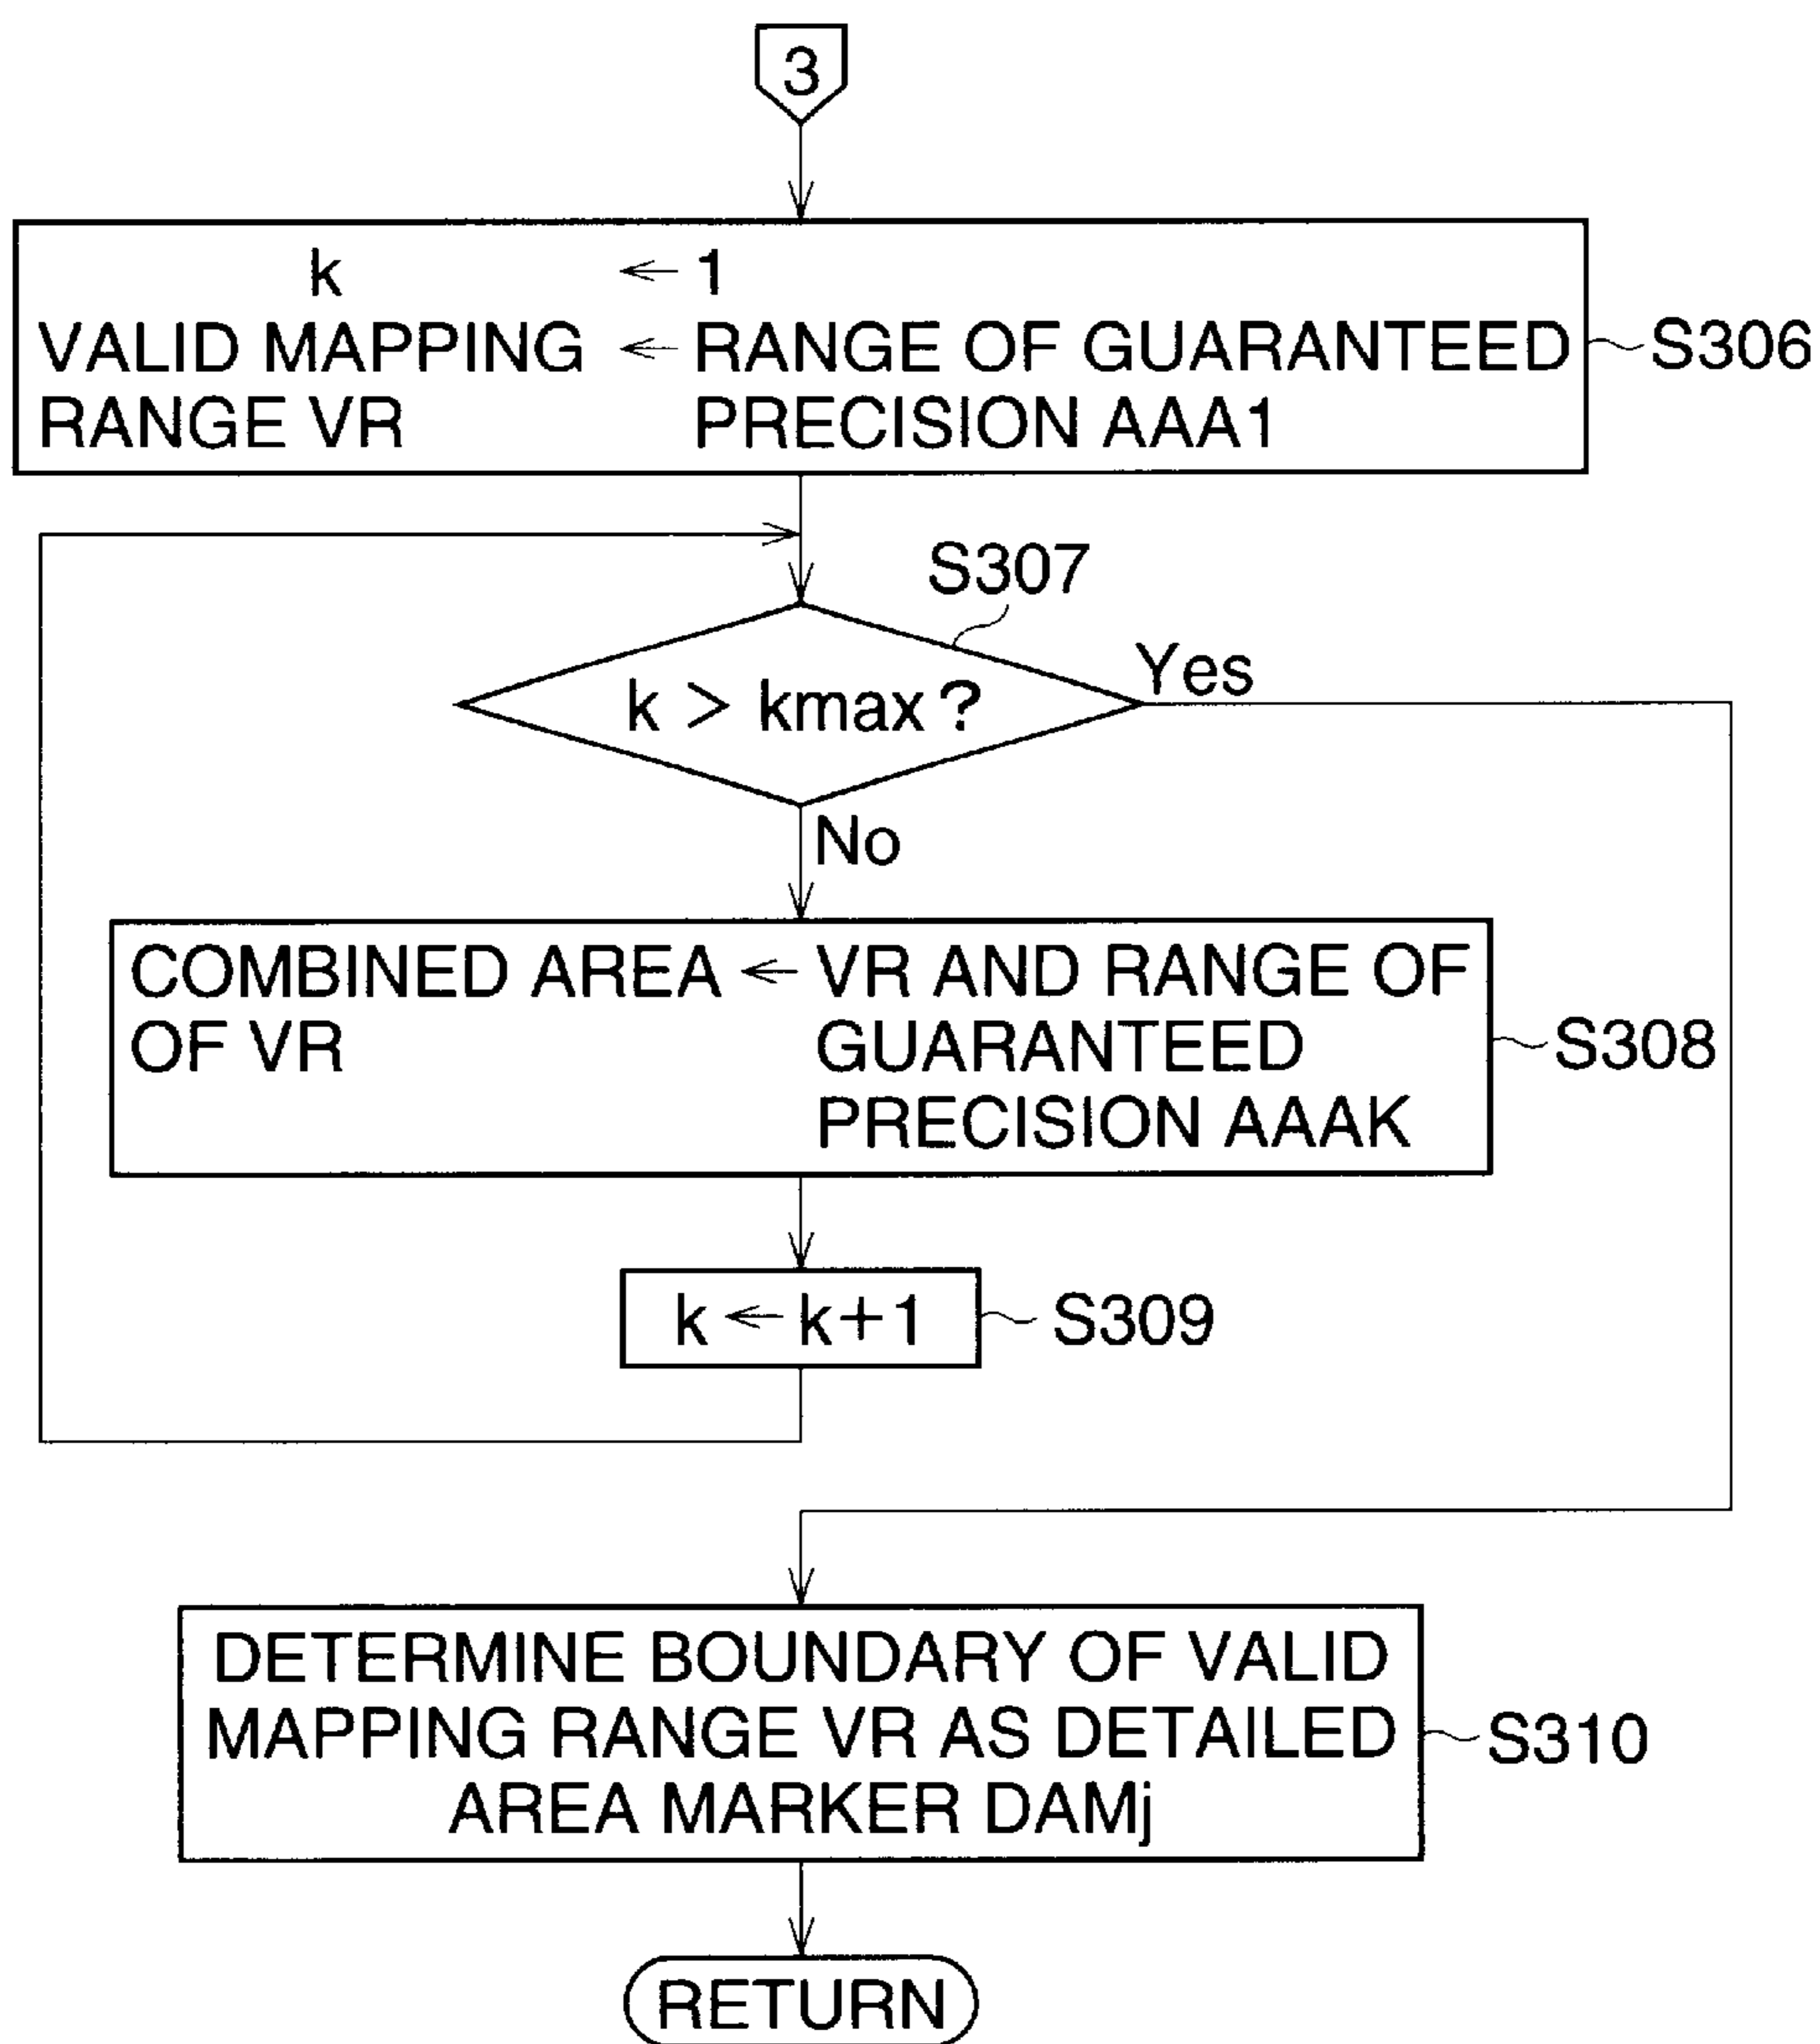 3
k ← 1
VALID MAPPING ← RANGE OF GUARANTEED
RANGE VR PRECISION AAA1
S306
S307
k > kmax ?
Yes
No
COMBINED AREA ← VR AND RANGE OF
OF VR GUARANTEED
PRECISION AAAK
S308
k ← k+1
S309
DETERMINE BOUNDARY OF VALID
MAPPING RANGE VR AS DETAILED
AREA MARKER DAMj
S310
RETURN